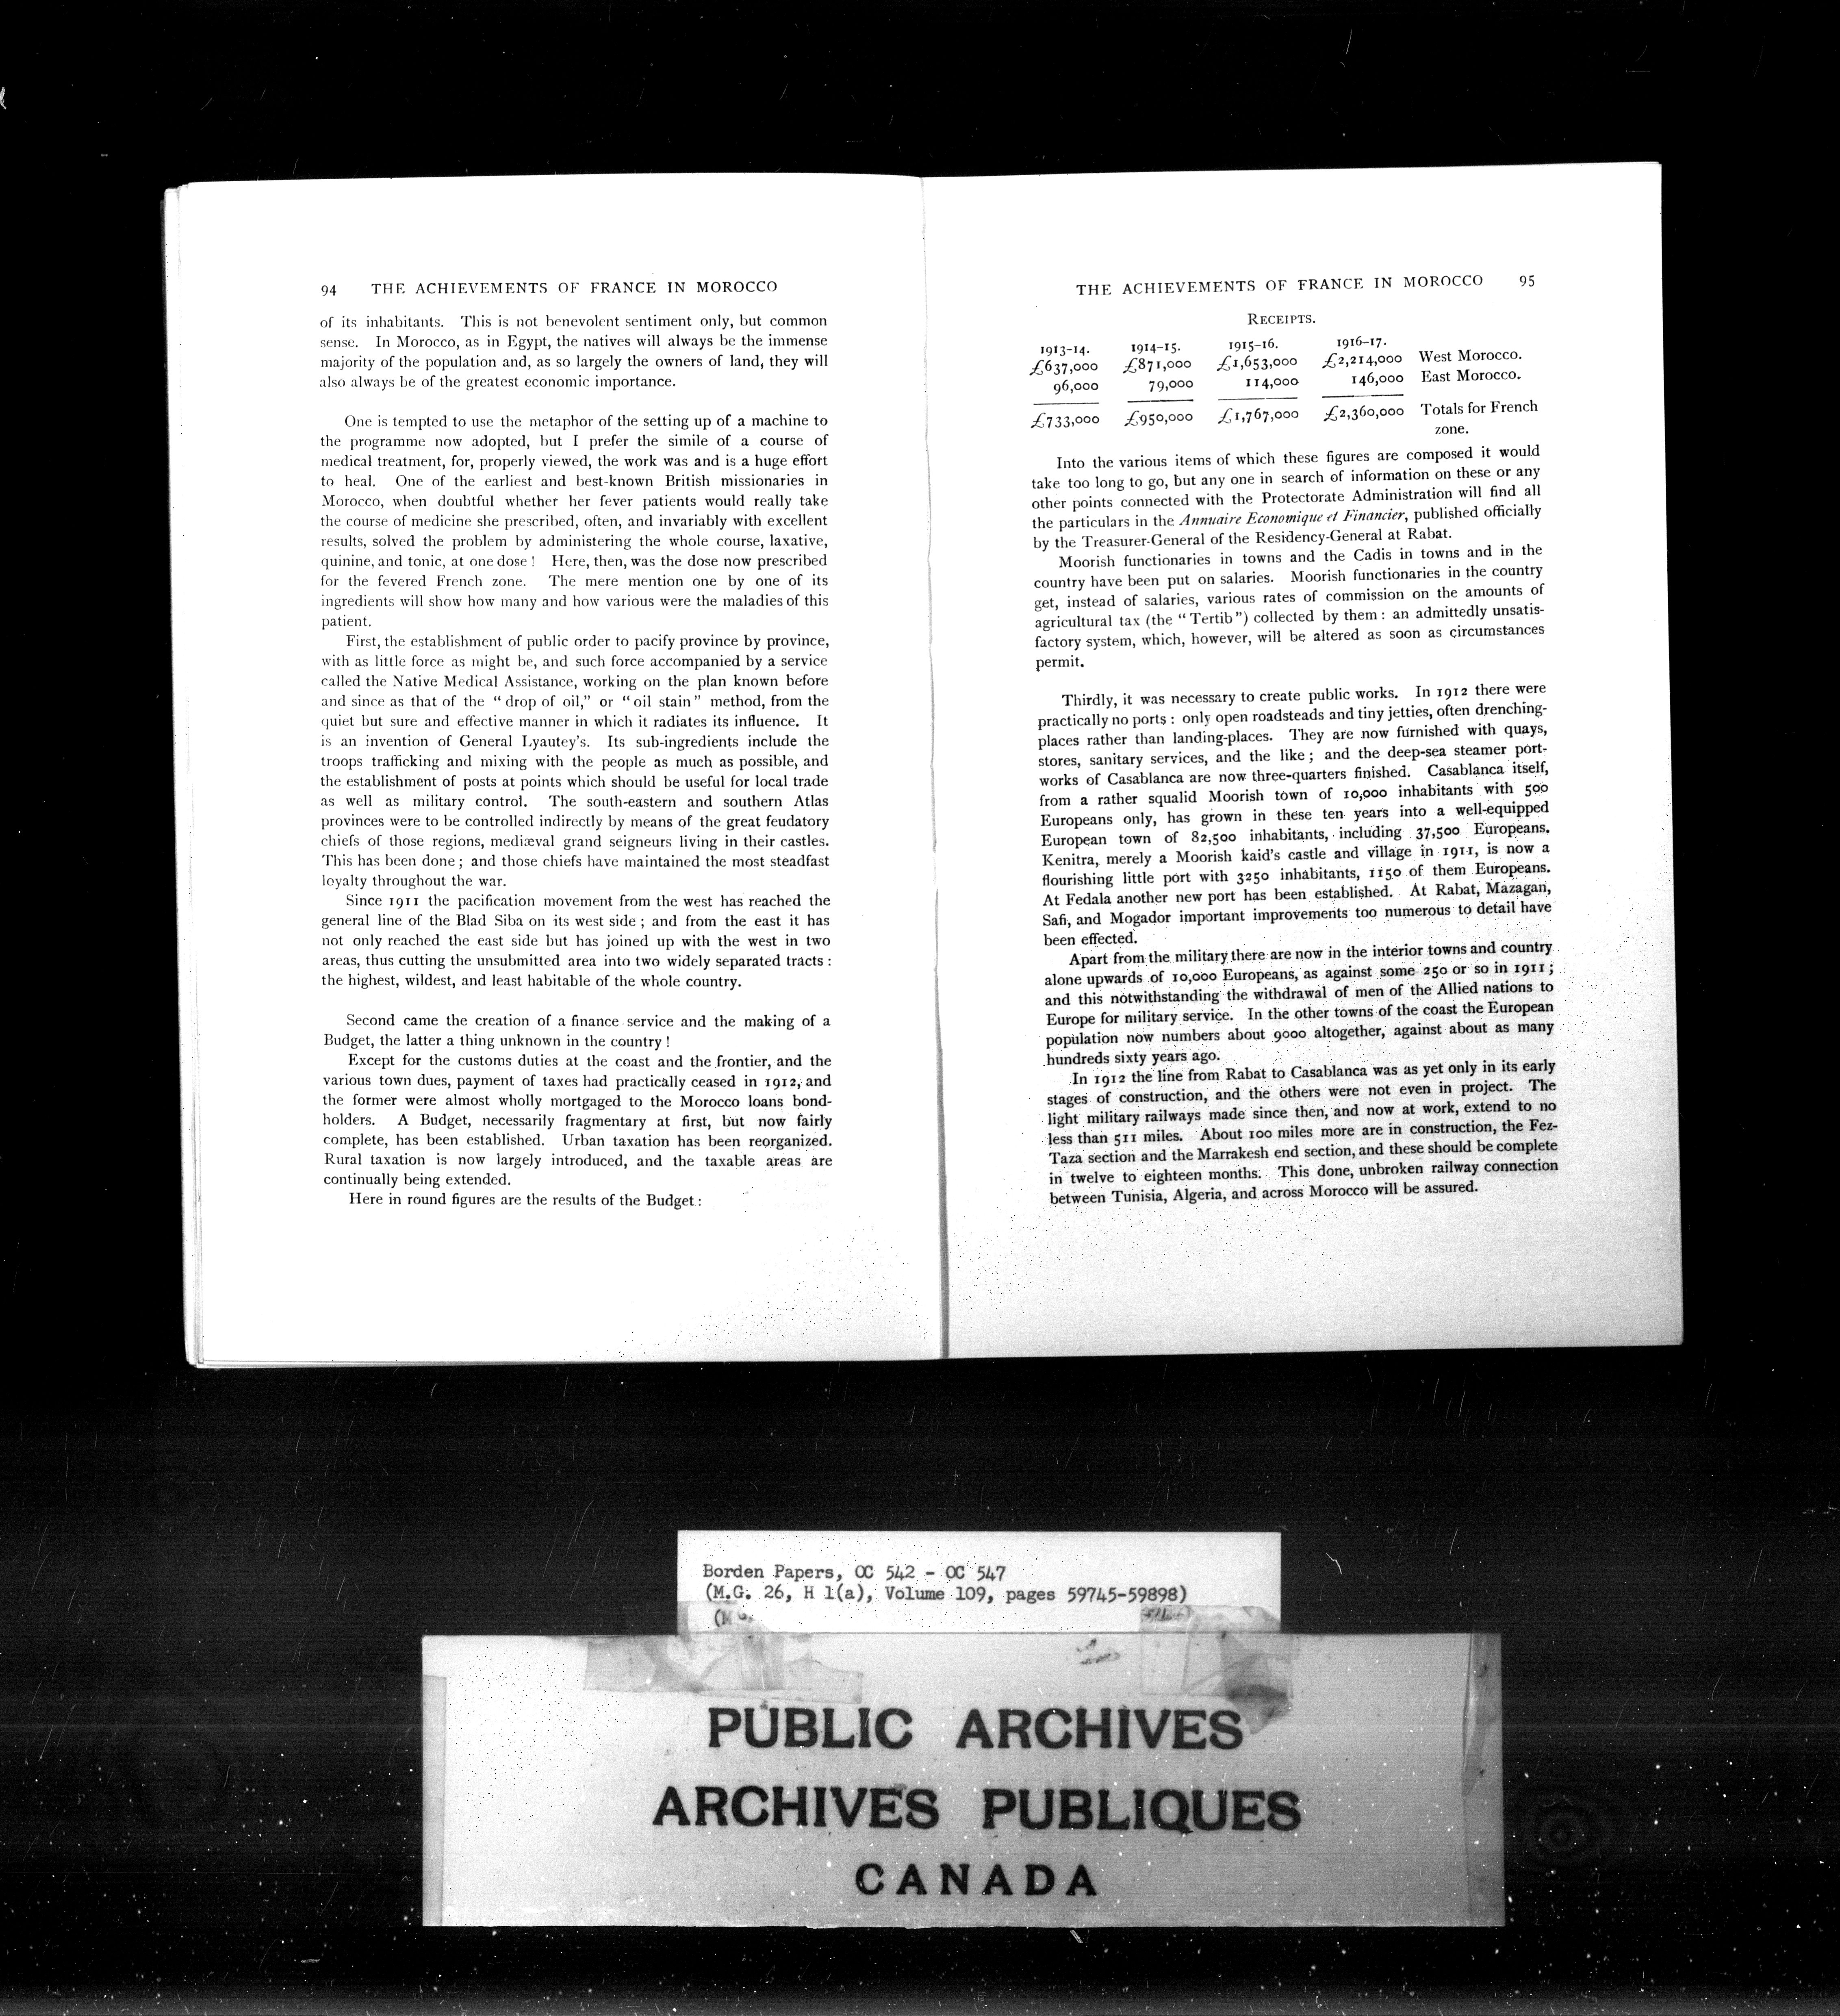 94 THE ACHIEVEMENTS OF FRANCE IN MOROCCO
of its inhabitants. This is not benevolent sentiment only, but common
sense. In Morocco, as in Egypt, the natives will always be the immense
majority of the population and, as so largely the owners of land, they will
also always be of the greatest economic importance.
One is tempted to use the metaphor of the setting up of a machine to
the programme now adopted, but I prefer the simile of a course of
medical treatment, for, properly viewed, the work was and is a huge effort
to heal. One of the earliest and best-known British missionaries in
Morocco, when doubtful whether her fever patients would really take
the course of medicine she prescribed, often, and invariably with excellent
results, solved the problem by administering the whole course, laxative,
quinine, and tonic, at one dose ! Here, then, was the dose now prescribed
for the fevered French zone. The mere mention one by one of its
ingredients will show how many and how various were the maladies of this
patient.
First, the establishment of public order to pacify province by province,
with as little force as might be, and such force accompanied by a service
called the Native Medical Assistance, working on the plan known before
and since as that of the “ drop of oil,” or “ oil stain ” method, from the
quiet but sure and effective manner in which it radiates its influence. It
is an invention of General Lyautey's. Its sub-ingredients include the
troops trafficking and mixing with the people as much as possible, and
the establishment of posts at points which should be useful for local trade
as well as military control. The south-eastern and southern Atlas
provinces were to be controlled indirectly by means of the great feudatory
chiefs of those regions, mediæval grand seigneurs living in their castles.
This has been done ; and those chiefs have maintained the most steadfast
loyalty throughout the war.
Since 1911 the pacification movement from the west has reached the
general line of the Blad Siba on its west side ; and from the east it has
not only reached the east side but has joined up with the west in two
areas, thus cutting the unsubmitted area into two widely separated tracts :
the highest, wildest, and least habitable of the whole country.
Second came the creation of a finance service and the making of a
Budget, the latter a thing unknown in the country !
Except for the customs duties at the coast and the frontier, and the
various town dues, payment of taxes had practically ceased in 1912, and
the former were almost wholly mortgaged to the Morocco loans bond-
holders. A Budget, necessarily fragmentary at first, but now fairly
complete, has been established. Urban taxation has been reorganized.
Rural taxation is now largely introduced, and the taxable areas are
continually being extended.
Here in round figures are the results of the Budget :
THE ACHIEVEMENTS OF FRANCE IN MOROCCO 95
RECEIPTS.
1913-14. 1914-15. 1915-16. 1916-17.
£637,000 £871,000 £1,653,000 £2,214,000 West Morocco.
96,000 79,000 114,000 146,000 East Morocco.
£733,000 £950,000 £1,767,000 £2,360,000 Totals for French
zone.
Into the various items of which these figures are composed it would
take too long to go, but any one in search of information on these or any
other points connected with the Protectorate Administration will find all
the particulars in the Annuaire Economique et Financier, published officially
by the Treasurer-General of the Residency-General at Rabat.
Moorish functionaries in towns and the Cadis in towns and in the
country have been put on salaries. Moorish functionaries in the country
get, instead of salaries, various rates of commission on the amounts of
agricultural tax (the “ Tertib ”) collected by them : an admittedly unsatis-
factory system, which, however, will be altered as soon as circumstances
permit.
Thirdly, it was necessary to create public works. In 1912 there were
practically no ports : only open roadsteads and tiny jetties, often drenching-
places rather than landing-places. They are now furnished with quays,
stores, sanitary services, and the like ; and the deep-sea steamer port-
works of Casablanca are now three-quarters finished. Casablanca itself,
from a rather squalid Moorish town of 10,000 inhabitants with 500
Europeans only, has grown in these ten years into a well-equipped
European town of 82,500 inhabitants, including 37,500 Europeans.
Kenitra, merely a Moorish kaid's castle and village in 1911, is now a
flourishing little port with 3250 inhabitants, 1150 of them Europeans.
At Fedala another new port has been established. At Rabat, Mazagan,
Safi, and Mogador important improvements too numerous to detail have
been effected.
Apart from the military there are now in the interior towns and country
alone upwards of 10,000 Europeans, as against some 250 or so in 1911 ;
and this notwithstanding the withdrawal of men of the Allied nations to
Europe for military service. In the other towns of the coast the European
population now numbers about 9000 altogether, against about as many
hundreds sixty years ago.
In 1912 the line from Rabat to Casablanca was as yet only in its early
stages of construction, and the others were not even in project. The
light military railways made since then, and now at work, extend to no
less than 511 miles. About 100 miles more are in construction, the Fez-
Taza section and the Marrakesh end section, and these should be complete
in twelve to eighteen months. This done, unbroken railway connection
between Tunisia, Algeria, and across Morocco will be assured.
Borden Papers, OC 542 - OC 547
(M.G. 26, H 1(a), Volume 109, pages 59745-59898)
PUBLIC ARCHIVES
ARCHIVES PUBLIQUES
CANADA